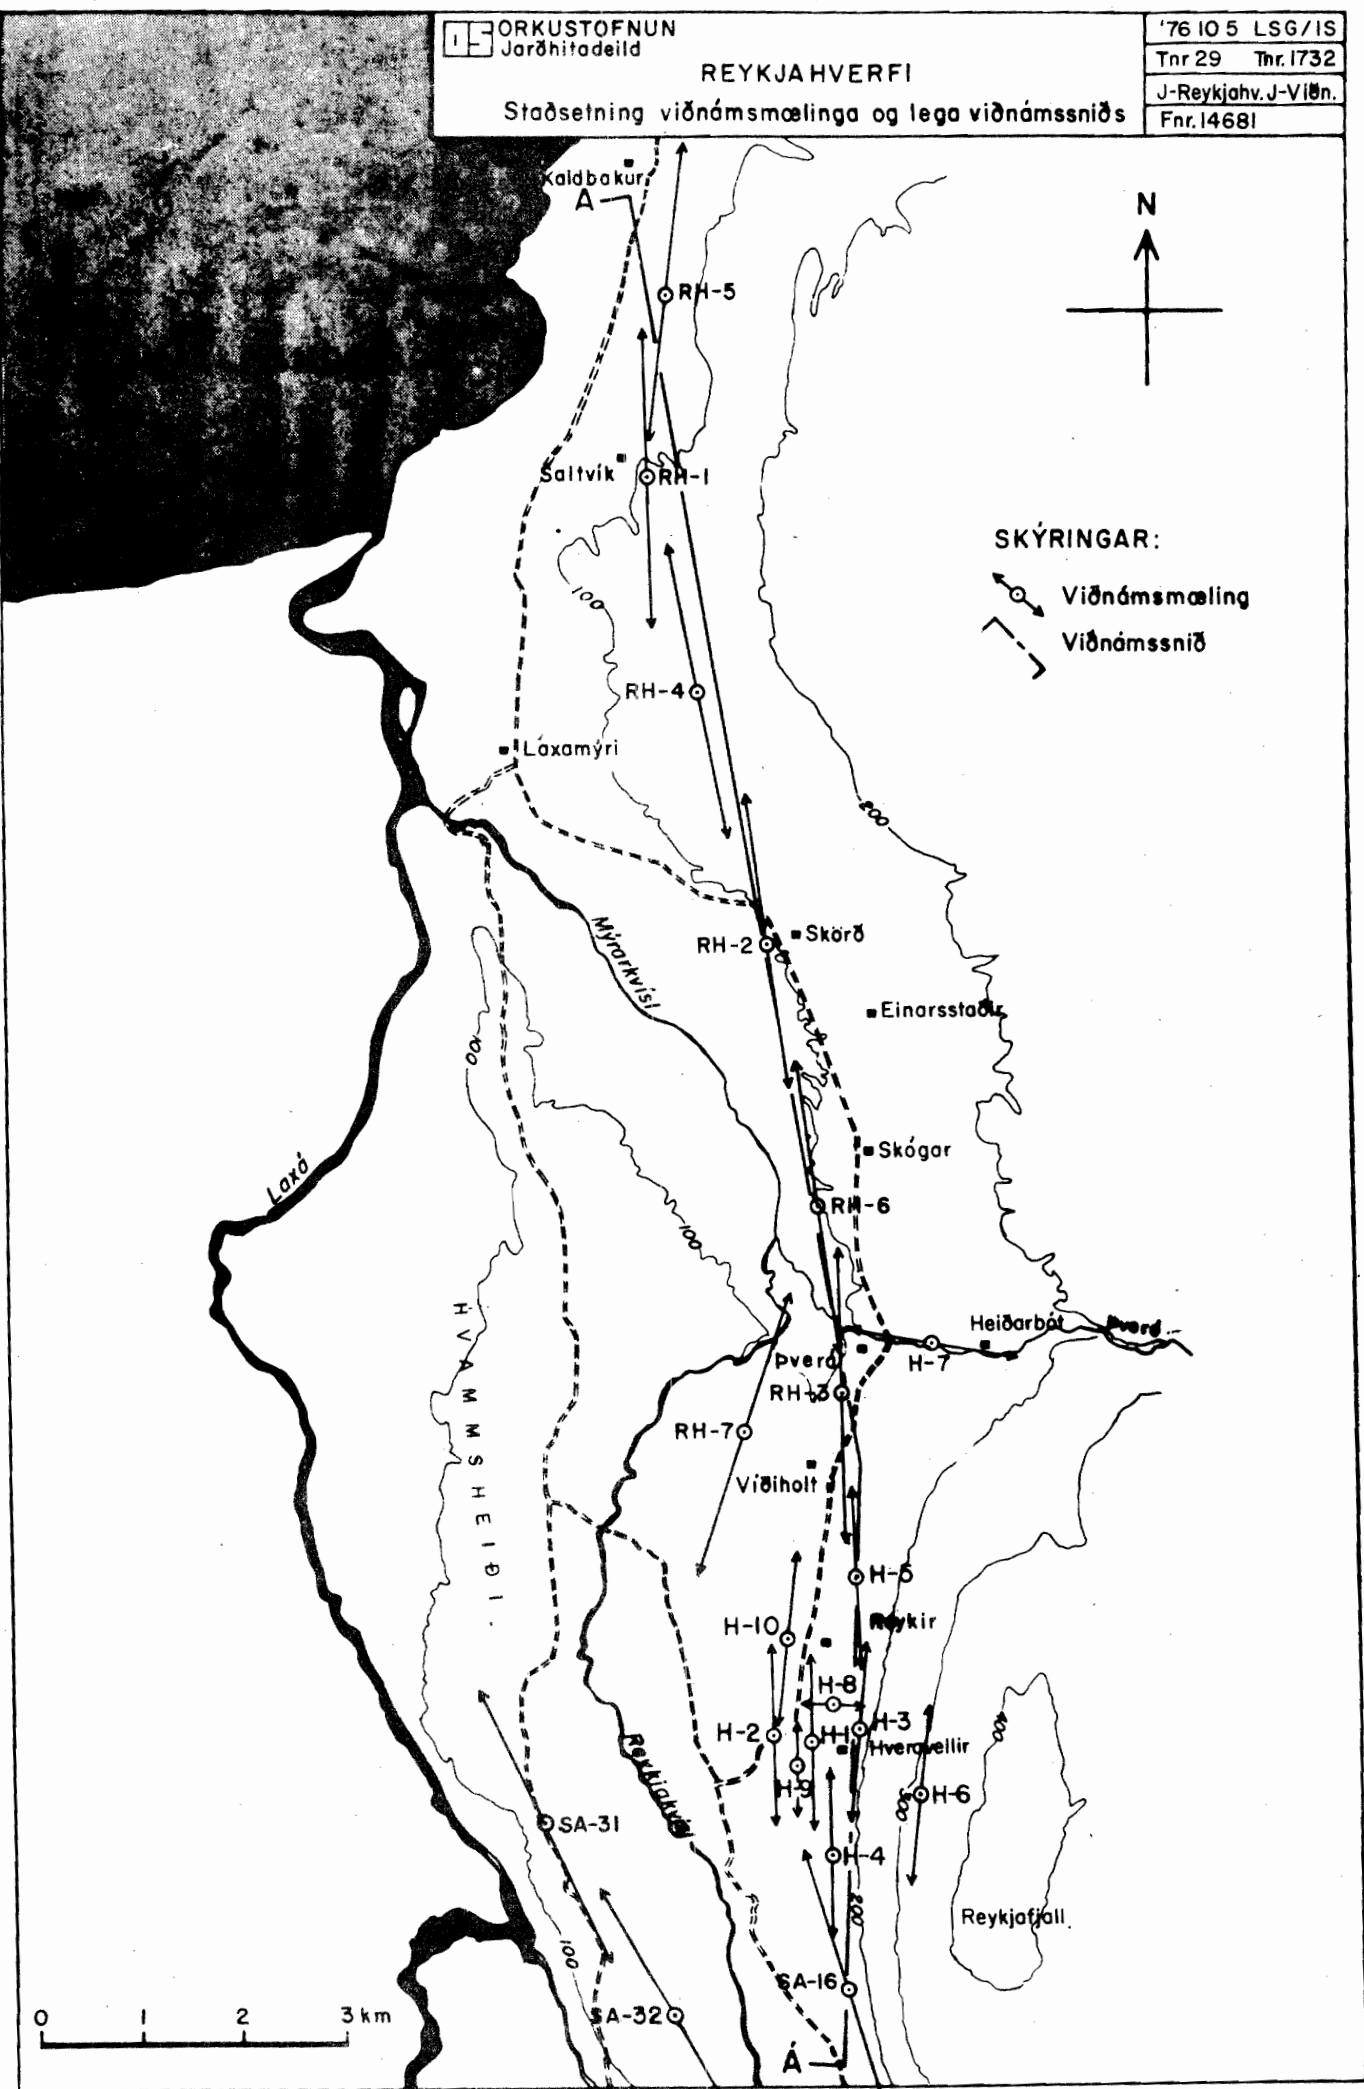 OS ORKUSTOFNUN
Jarðhitadeild
REYKJAHVERFI
Staðsetning viðnámsmælinga og lega viðnámssniðs
'76 10 5 LSG/IS
Tnr 29 Thr. 1732
J-Reykjahv. J-Viðn.
Fnr. 14681
Kaldbakur
A
N
RH-5
Saltvík
RH-1
SKÝRINGAR:
Viðnámsmæling
Viðnámssnið
100
RH-4
Laxamýri
200
Mýrarkvísl
RH-2
Skörð
Einarsstaðir
100
Skógar
Laxá
RH-6
100
HVAMMSHEIÐI.
Heiðarbót
Þverá
H-7
Þverá
RH-3
RH-7
Víðiholt
H-5
Reykir
H-10
H-8
H-2
H-1
H-3
Hveravellir
400
H-9
H-6
300
Reykjakvísl
SA-31
H-4
200
Reykjafjall.
100
SA-16
SA-32
0 1 2 3 km
Á